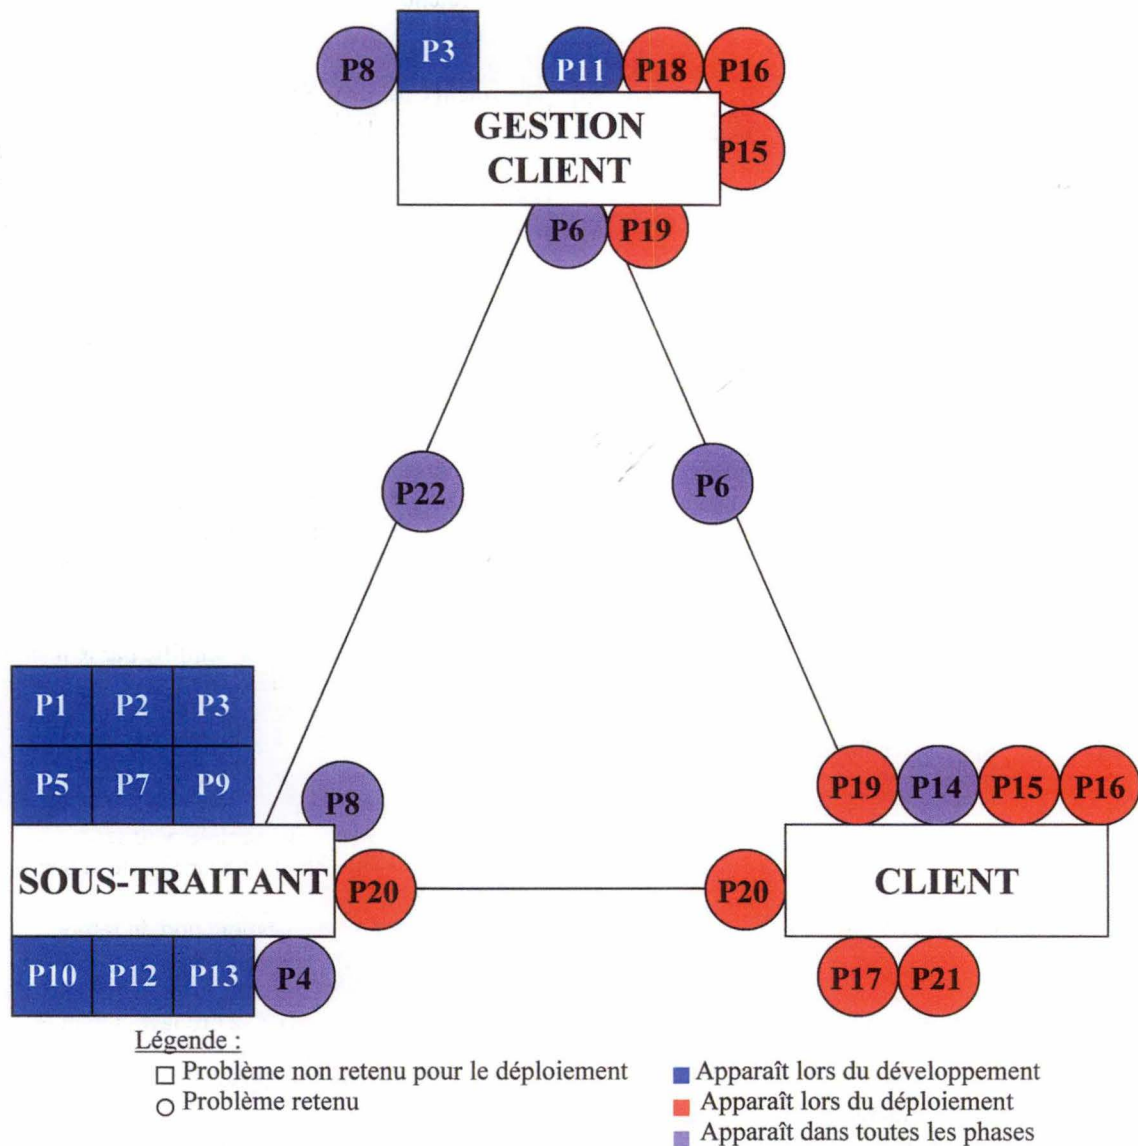 P8 P3 P11 P18 P16
GESTION
CLIENT
P15
P6 P19
P22 P6
P1 P2 P3
P5 P7 P9
P8
P19 P14 P15 P16
SOUS-TRAITANT
P20
P20
CLIENT
P10 P12 P13 P4
P17 P21
Légende :
Problème non retenu pour le déploiement
Problème retenu
Apparaît lors du développement
Apparaît lors du déploiement
Apparaît dans toutes les phases